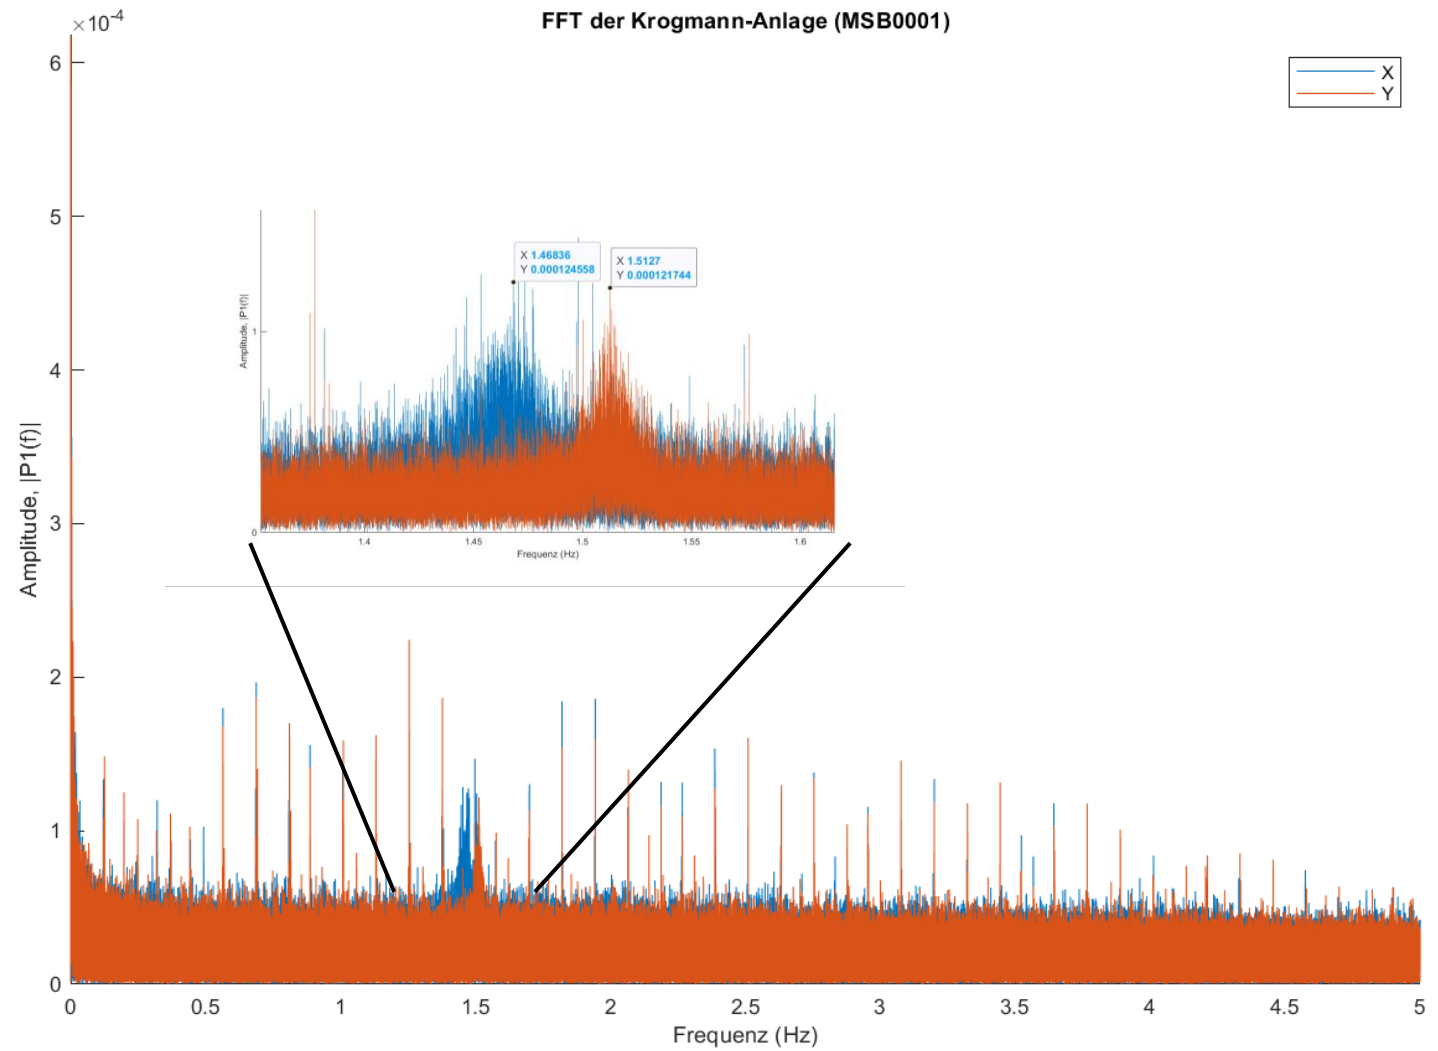 FFT der Krogmann-Anlage (MSB0001)
×10-4
X
Y
6
5
4
3
2
1
0
Amplitude, |P1(f)|
X 1.46836
Y 0.000124558
X 1.5127
Y 0.000121744
Amplitude, |P1(f)|
1
0
1.4 1.45 1.5 1.55 1.6
Frequenz (Hz)
0 0.5 1 1.5 2 2.5 3 3.5 4 4.5 5
Frequenz (Hz)